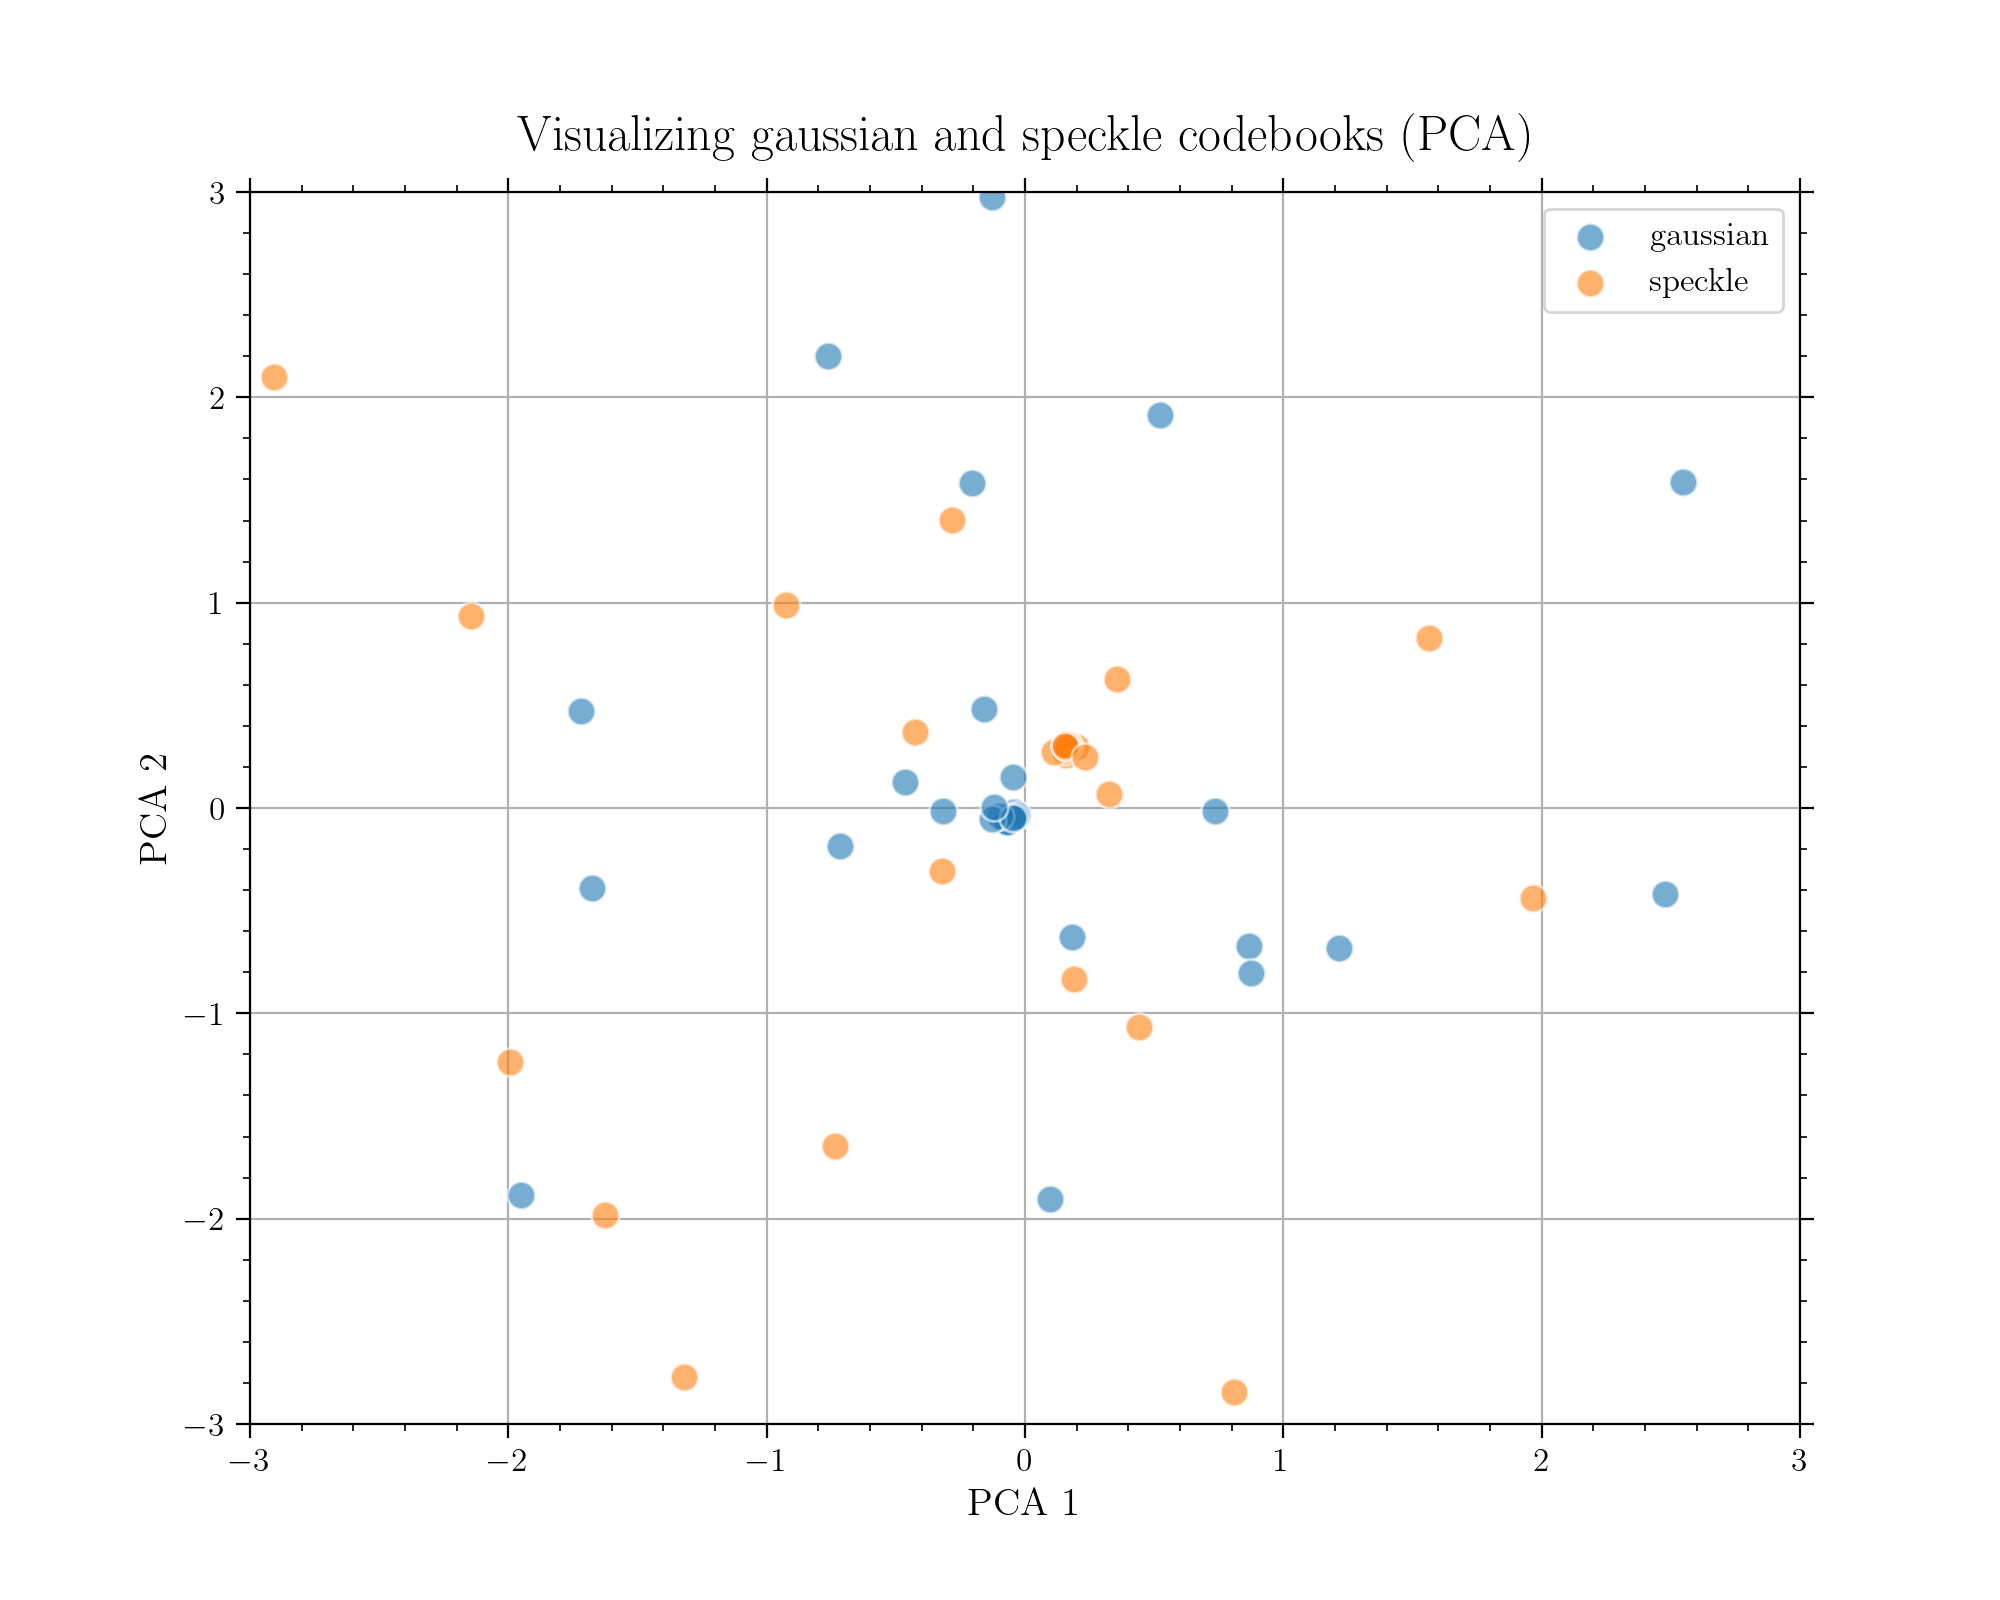 Visualizing gaussian and speckle codebooks (PCA)
gaussian
speckle
3
2
1
0
−1
−2
−3
PCA 2
−3
−2
−1
0
1
2
3
PCA 1